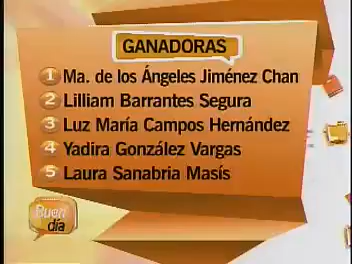 GANADORAS
1 Ma. de los Ángeles Jiménez Chan
2 Lilliam Barrantes Segura
3 Luz María Campos Hernández
4 Yadira González Vargas
5 Laura Sanabria Masís
Buen
día